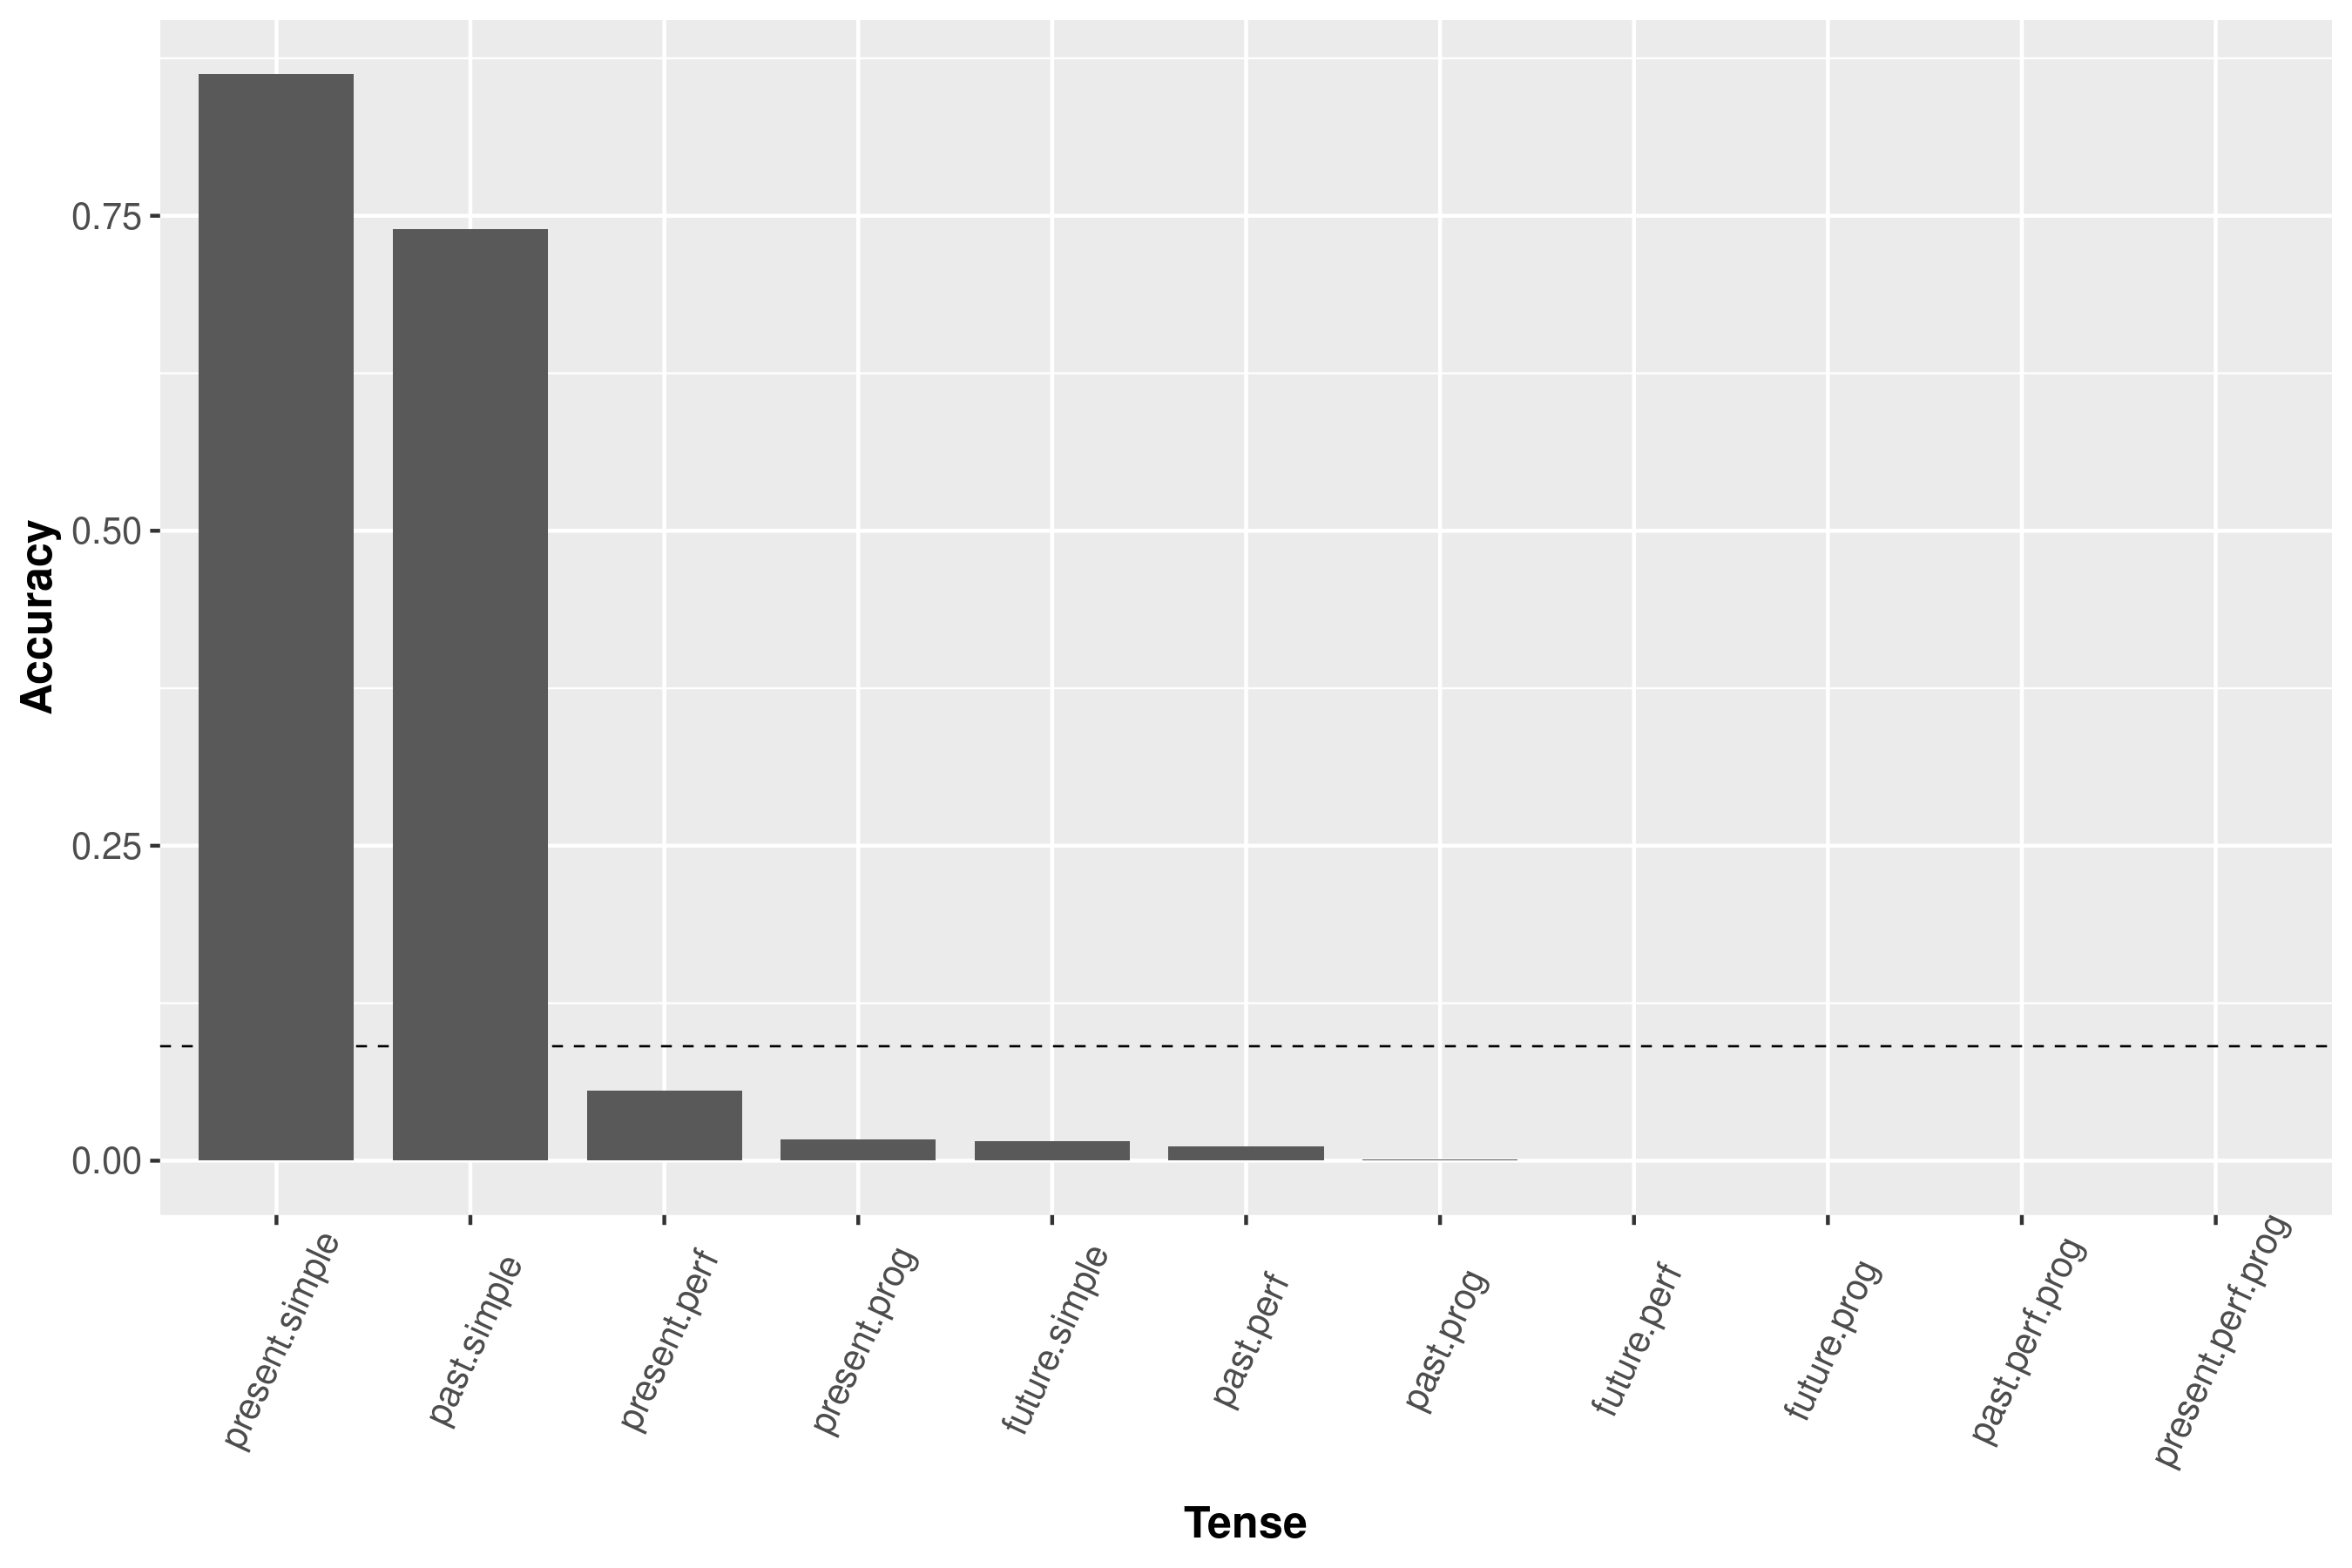 Accuracy
0.75
0.50
0.25
0.00
present.simple
past.simple
present.perf
present.prog
future.simple
past.perf
past.prog
future.perf
future.prog
past.perf.prog
present.perf.prog
Tense